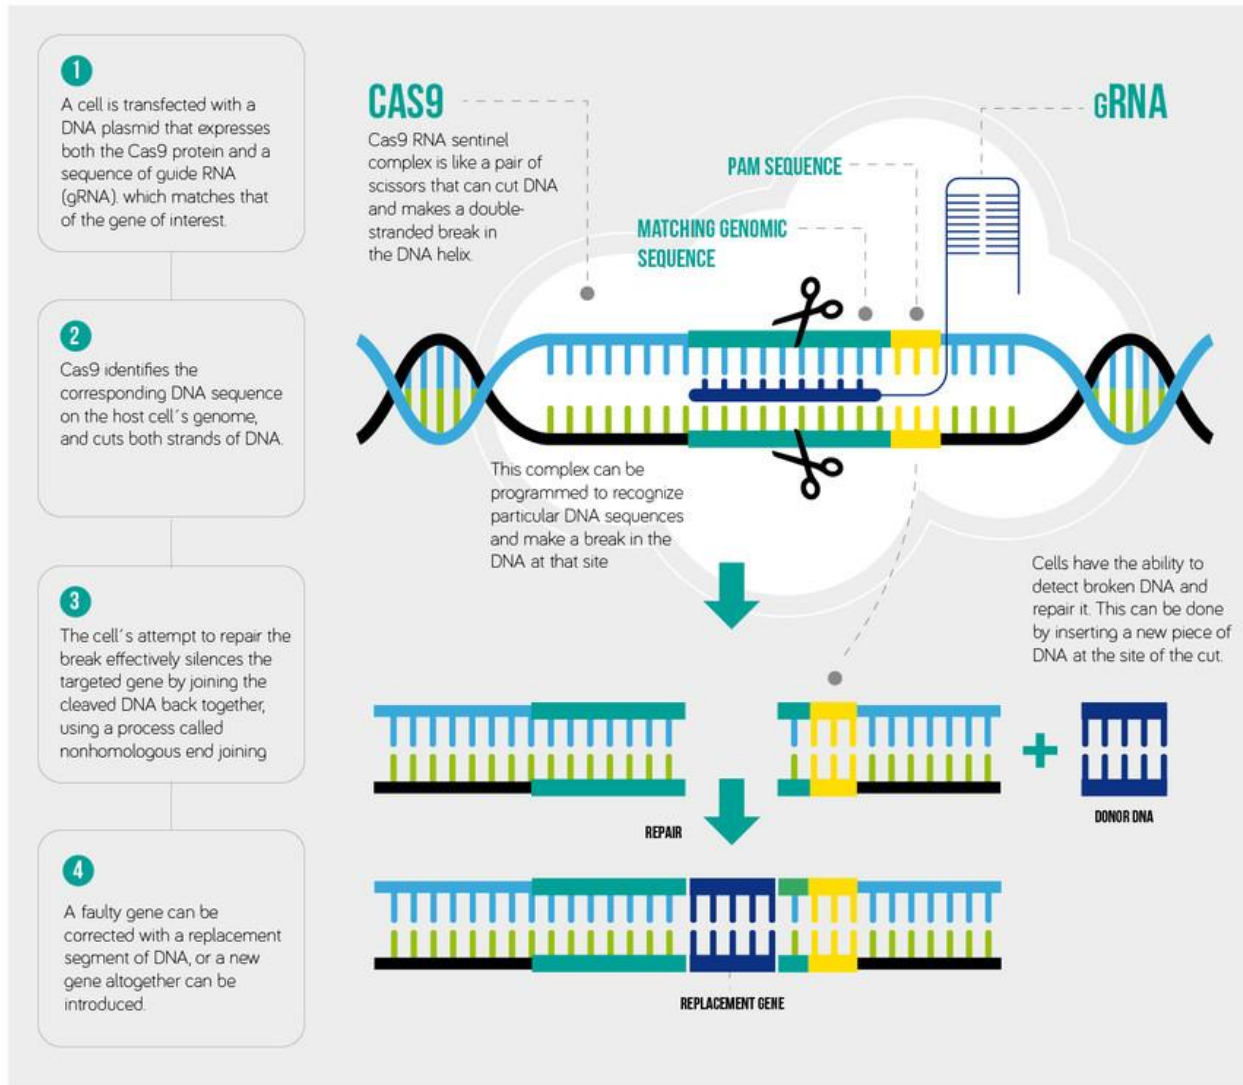 1
A cell is transfected with a
DNA plasmid that expresses
both the Cas9 protein and a
sequence of guide RNA
(gRNA). which matches that
of the gene of interest.
2
Cas9 identifies the
corresponding DNA sequence
on the host cell´s genome,
and cuts both strands of DNA.
3
The cell´s attempt to repair the
break effectively silences the
targeted gene by joining the
cleaved DNA back together,
using a process called
nonhomologous end joining
4
A faulty gene can be
corrected with a replacement
segment of DNA, or a new
gene altogether can be
introduced.
CAS9
Cas9 RNA sentinel
complex is like a pair of
scissors that can cut DNA
and makes a double-
stranded break in
the DNA helix.
gRNA
PAM SEQUENCE
MATCHING GENOMIC
SEQUENCE
This complex can be
programmed to recognize
particular DNA sequences
and make a break in the
DNA at that site
Cells have the ability to
detect broken DNA and
repair it. This can be done
by inserting a new piece of
DNA at the site of the cut.
DONOR DNA
REPAIR
REPLACEMENT GENE